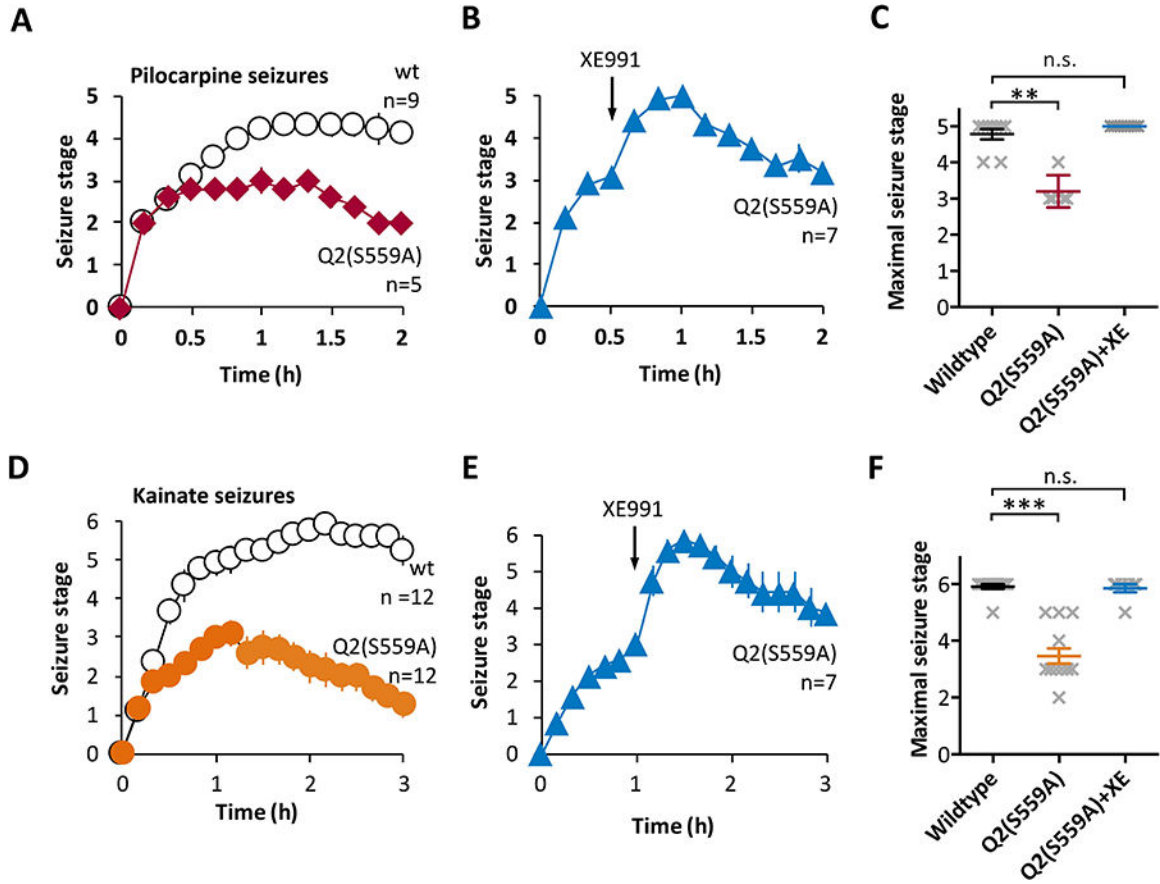 A
Pilocarpine seizures
wt
n=9
5
4
3
2
1
0
Seizure stage
Q2(S559A)
n=5
0 0.5 1 1.5 2
Time (h)
B
XE991
5
4
3
2
1
0
Seizure stage
Q2(S559A)
n=7
0 0.5 1 1.5 2
Time (h)
C
n.s.
**
5
4
3
2
1
0
Maximal seizure stage
Wildtype
Q2(S559A)
Q2(S559A)+XE
D
Kainate seizures
6
5
4
3
2
1
0
Seizure stage
wt
n =12
Q2(S559A)
n=12
0 1 2 3
Time (h)
E
XE991
6
5
4
3
2
1
0
Seizure stage
Q2(S559A)
n=7
0 1 2 3
Time (h)
F
n.s.
***
6
5
4
3
2
1
0
Maximal seizure stage
Wildtype
Q2(S559A)
Q2(S559A)+XE